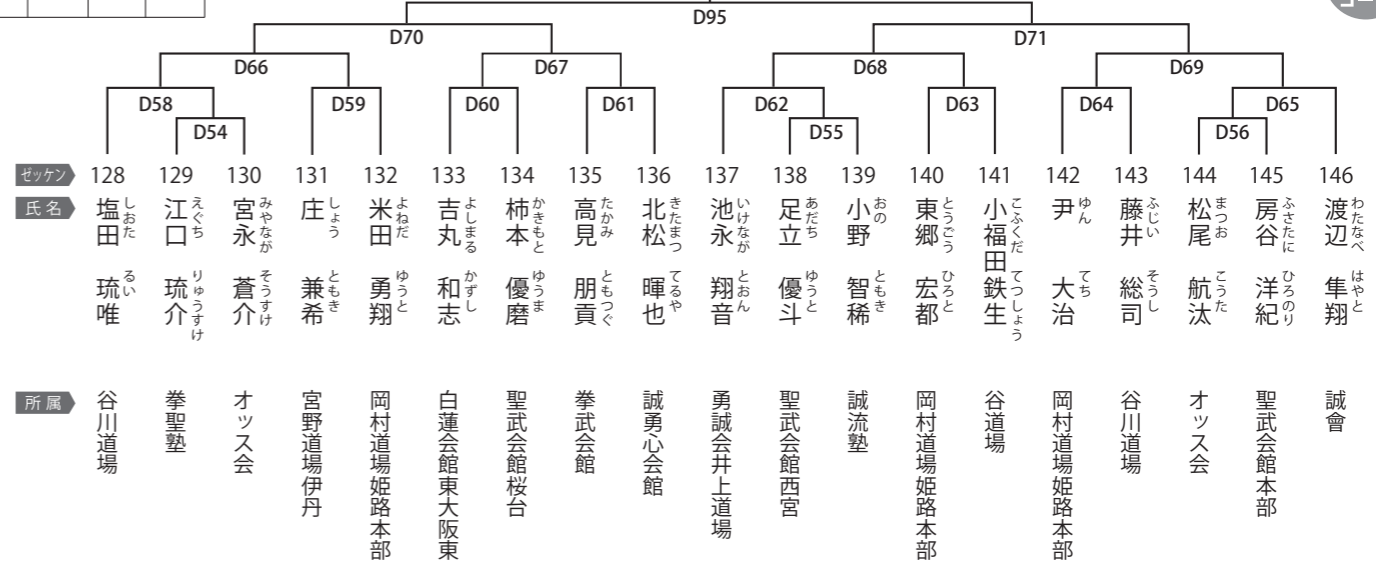 D95
D70 D71
D66 D67 D68 D69
D58 D59 D60 D61 D62 D63 D64 D65
D54 D55 D56
ゼッケン 128 129 130 131 132 133 134 135 136 137 138 139 140 141 142 143 144 145 146
氏名
塩田 琉唯
しおた るい
江口 琉介
えぐち りゅうすけ
宮永 蒼介
みやなが そうすけ
庄 兼希
しょう ともき
米田 勇翔
よねだ ゆうと
吉丸 和志
よしまる かずし
柿本 優磨
かきもと ゆうま
高見 朋貢
たかみ ともつぐ
北松 暉也
きたまつ てるや
池永 翔音
いけなが とおん
足立 優斗
あだち ゆうと
小野 智稀
おの ともき
東郷 宏都
とうごう ひろと
小福田 鉄生
こふくだ てつしょう
尹 大治
ゆん てち
藤井 総司
ふじい そうし
松尾 航汰
まつお こうた
房谷 洋紀
ふさたに ひろのり
渡辺 隼翔
わたなべ はやと
所属
谷川道場
拳聖塾
オッス会
宮野道場伊丹
岡村道場姫路本部
白蓮会館東大阪東
聖武会館桜台
拳武会館
誠勇心会館
勇誠会井上道場
聖武会館西宮
誠流塾
岡村道場姫路本部
谷道場
岡村道場姫路本部
谷川道場
オッス会
聖武会館本部
誠會